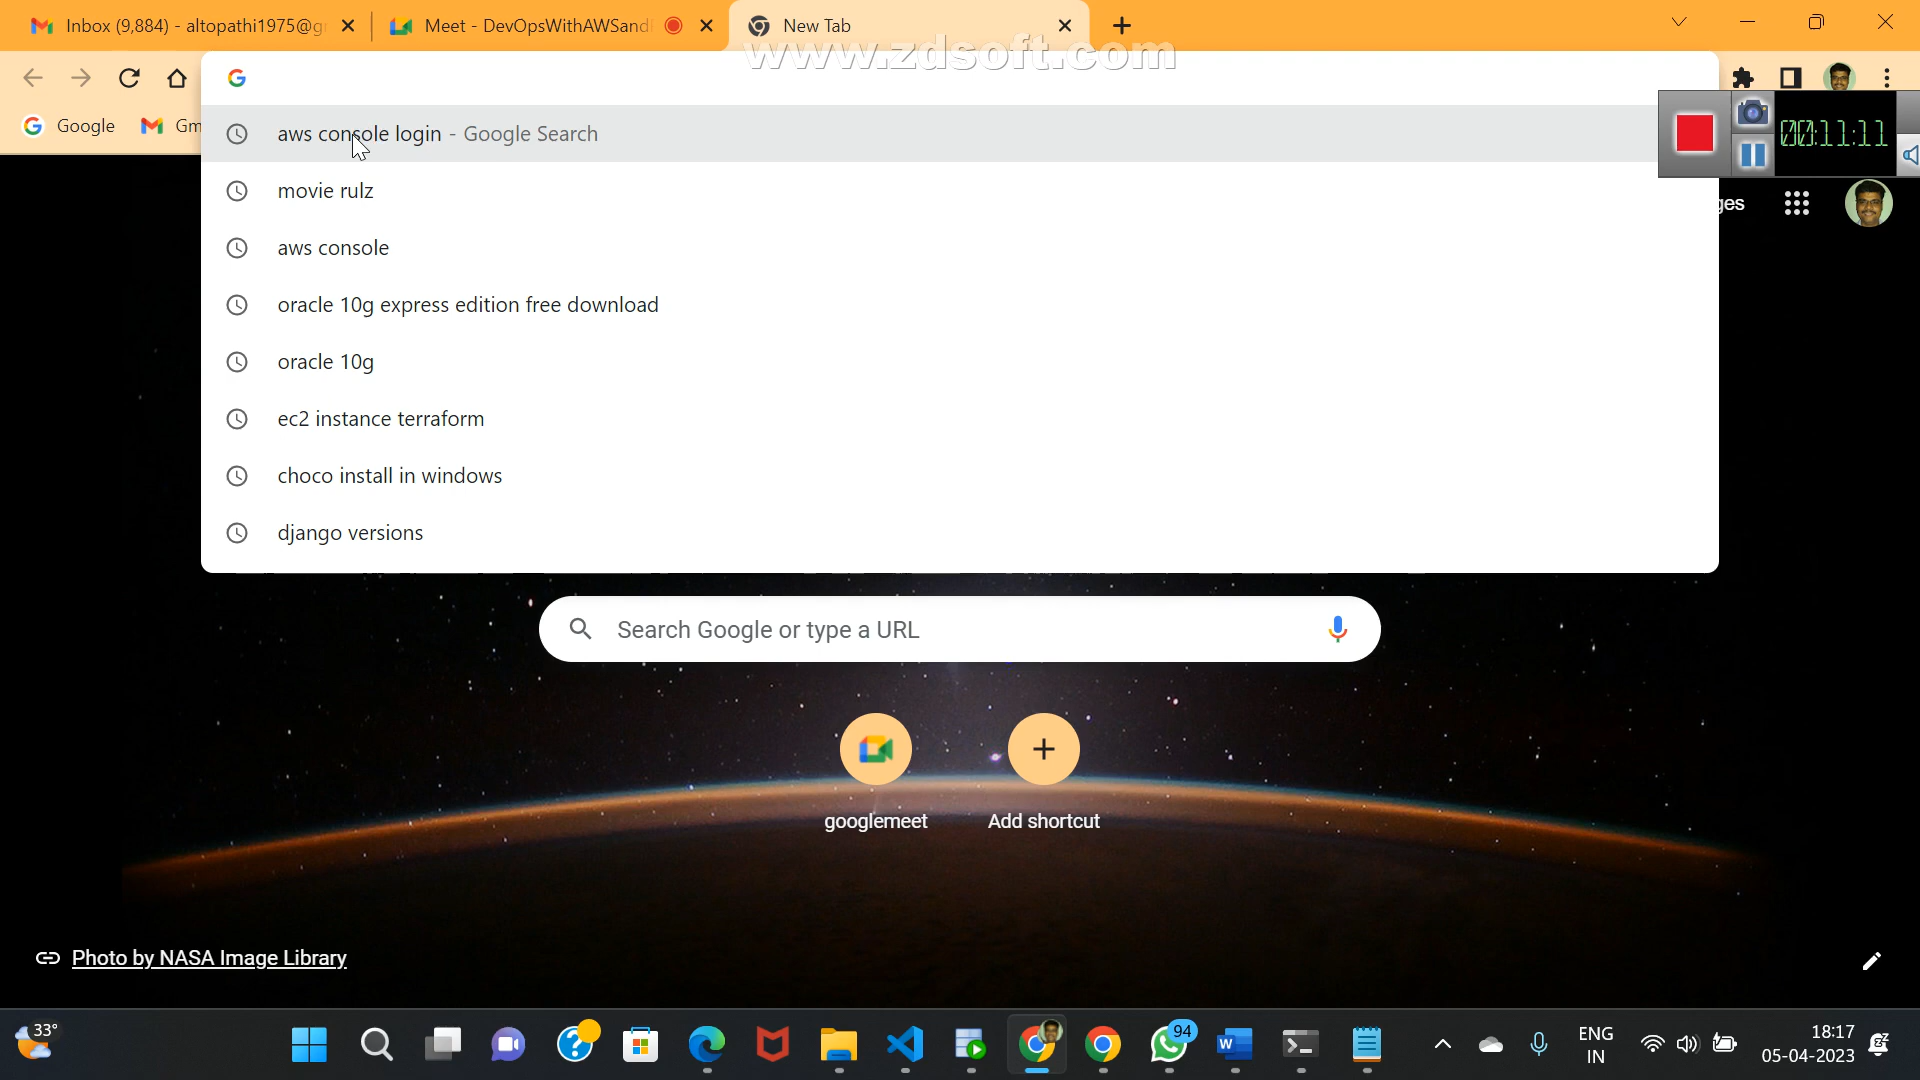 Inbox (9,884) - altopathi1975@g
Meet - DevOpsWithAWSand
New Tab
www.zdsoft.com
Google
Gm
aws console login - Google Search
00:11:11
movie rulz
ges
aws console
oracle 10g express edition free download
oracle 10g
ec2 instance terraform
choco install in windows
django versions
Search Google or type a URL
googlemeet
Add shortcut
Photo by NASA Image Library
33°
94
ENG
IN
18:17
05-04-2023